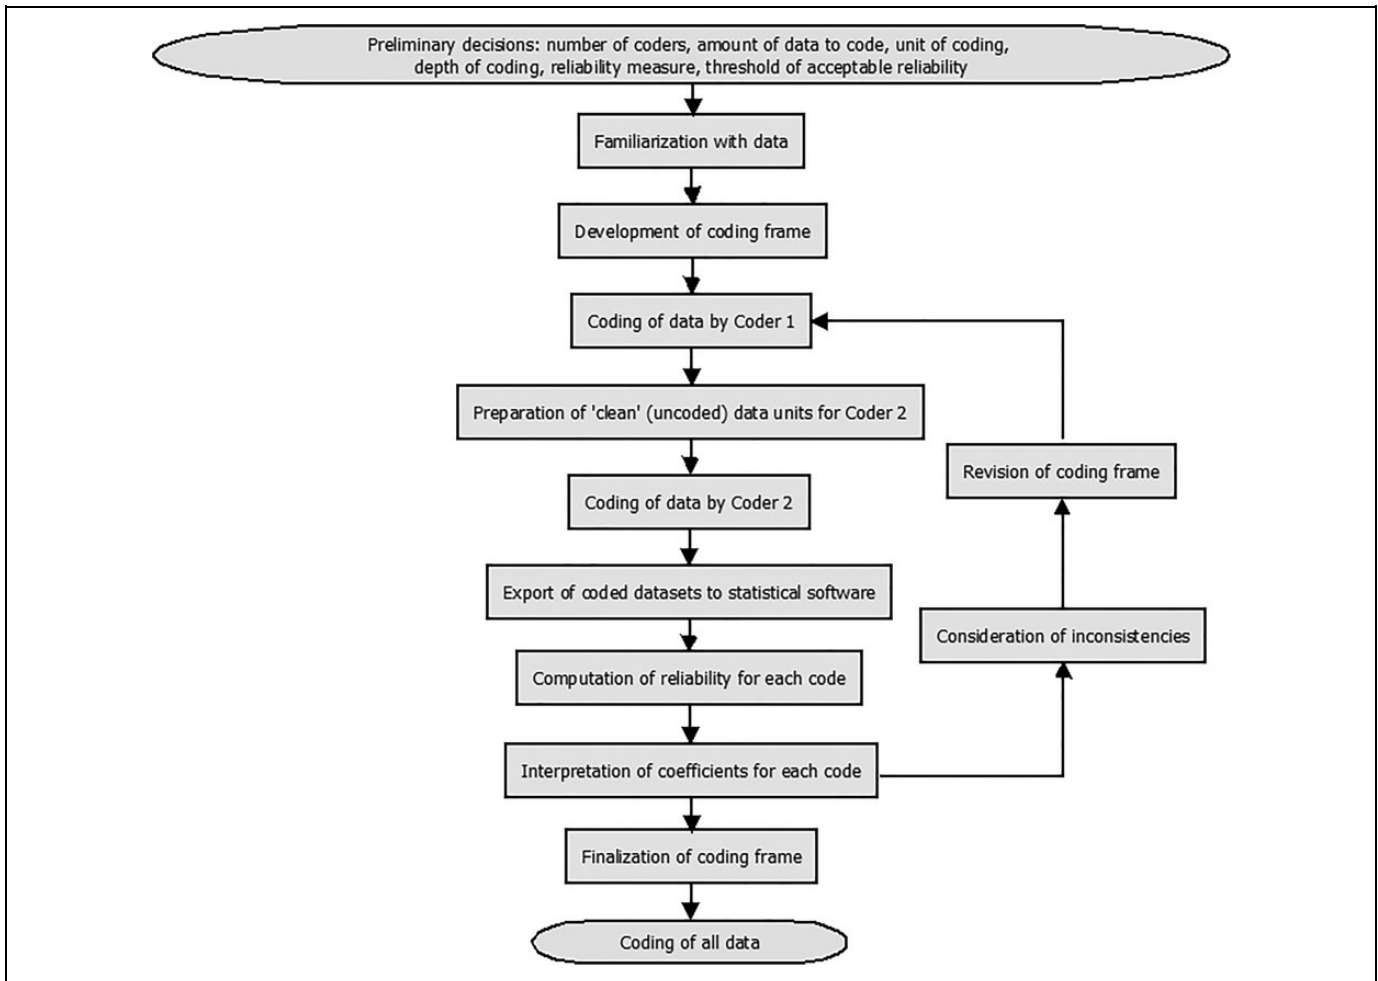 Preliminary decisions: number of coders, amount of data to code, unit of coding,
depth of coding, reliability measure, threshold of acceptable reliability
Familiarization with data
Development of coding frame
Coding of data by Coder 1
Preparation of 'clean' (uncoded) data units for Coder 2
Revision of coding frame
Coding of data by Coder 2
Export of coded datasets to statistical software
Consideration of inconsistencies
Computation of reliability for each code
Interpretation of coefficients for each code
Finalization of coding frame
Coding of all data